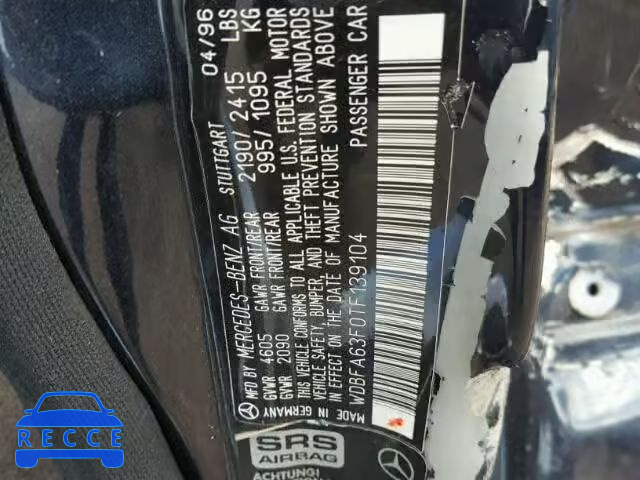 MFD BY MERCEDES-BENZ AG STUTTGART 04/96
GVWR 4605 GAWR FRONT/REAR 2190/2415 LBS
GVWR 2090 GAWR FRONT/REAR 995/1095 KG
THIS VEHICLE CONFORMS TO ALL APPLICABLE U.S. FEDERAL MOTOR
VEHICLE SAFETY, BUMPER, AND THEFT PREVENTION STANDARDS
IN EFFECT ON THE DATE OF MANUFACTURE SHOWN ABOVE
MADE IN GERMANY
WDBFA63F0TF139104 PASSENGER CAR
SRS
AIRBAG
ACHTUNG!
RECCE